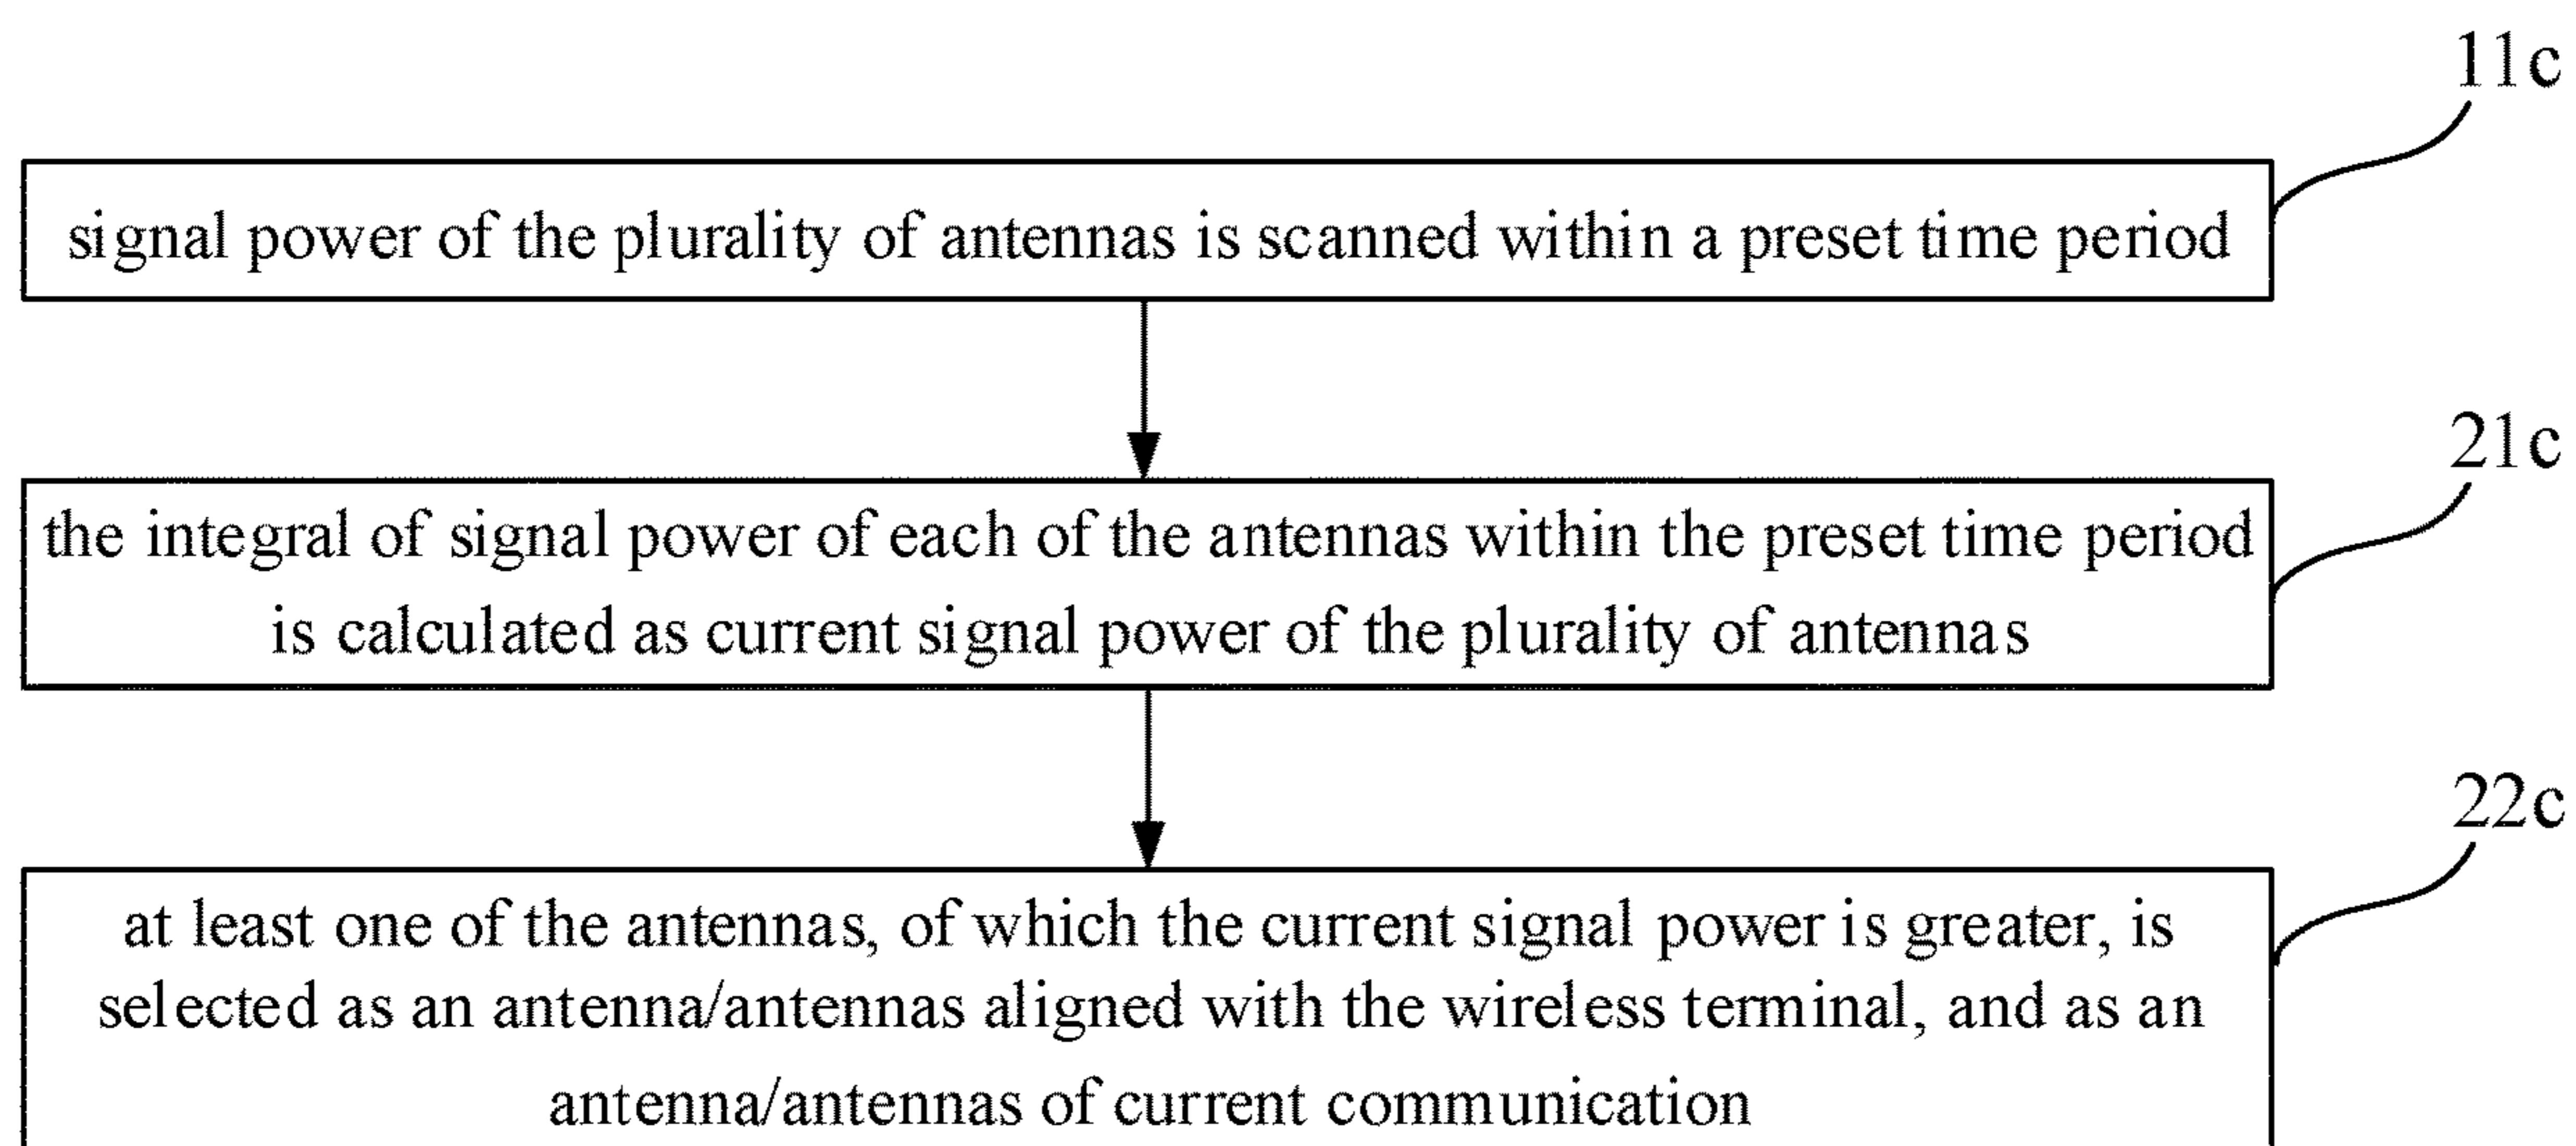 11c
signal power of the plurality of antennas is scanned within a preset time period
21c
the integral of signal power of each of the antennas within the preset time period
is calculated as current signal power of the plurality of antennas
22c
at least one of the antennas, of which the current signal power is greater, is
selected as an antenna/antennas aligned with the wireless terminal, and as an
antenna/antennas of current communication